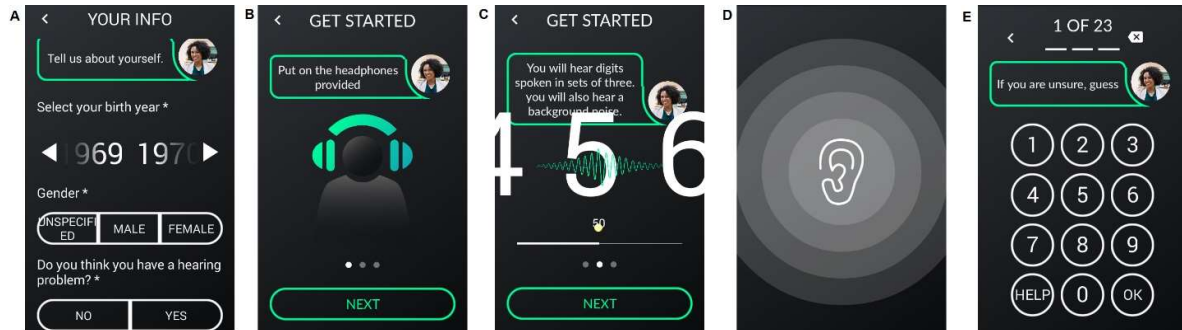 A
< YOUR INFO
Tell us about yourself.
Select your birth year *
1969 1970
Gender *
UNSPECIFI
ED
MALE
FEMALE
Do you think you have a hearing
problem? *
NO
YES
B
< GET STARTED
Put on the headphones
provided
NEXT
C
< GET STARTED
You will hear digits
spoken in sets of three.
you will also hear a
background noise.
4 5 6
50
NEXT
D
E
< 1 OF 23
If you are unsure, guess
1 2 3
4 5 6
7 8 9
HELP 0 OK